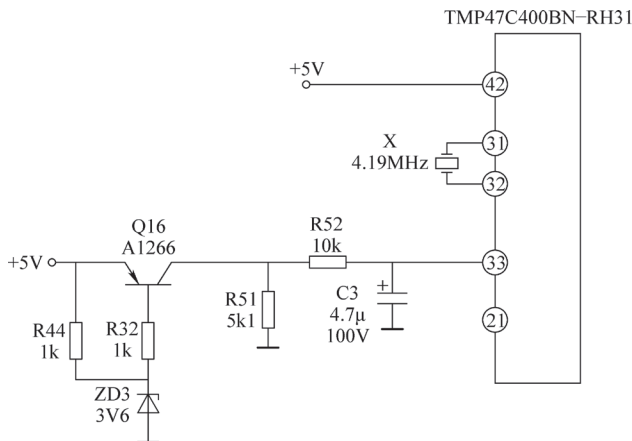 TMP47C400BN-RH31
+5V
42
X
4.19MHz
31
32
Q16
A1266
R52
10k
+5V
33
R51
5k1
C3
4.7μ
100V
+
21
R44
1k
R32
1k
ZD3
3V6